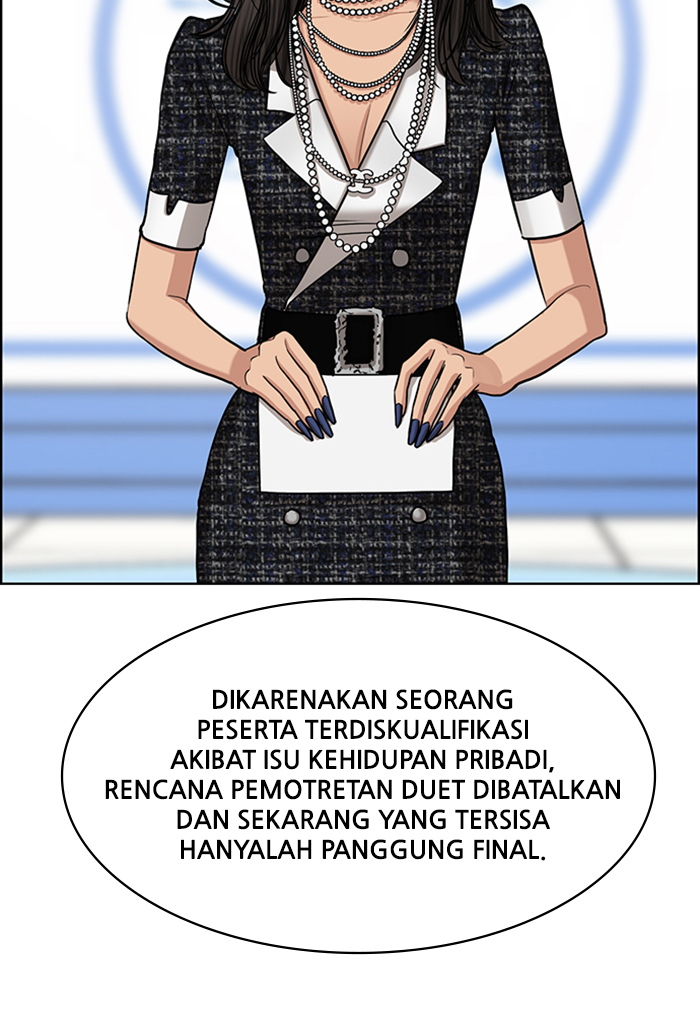 DIKARENAKAN SEORANG
PESERTA TERDISKUALIFIKASI
AKIBAT ISU KEHIDUPAN PRIBADI,
RENCANA PEMOTRETAN DUET DIBATALKAN
DAN SEKARANG YANG TERSISA
HANYALAH PANGGUNG FINAL.